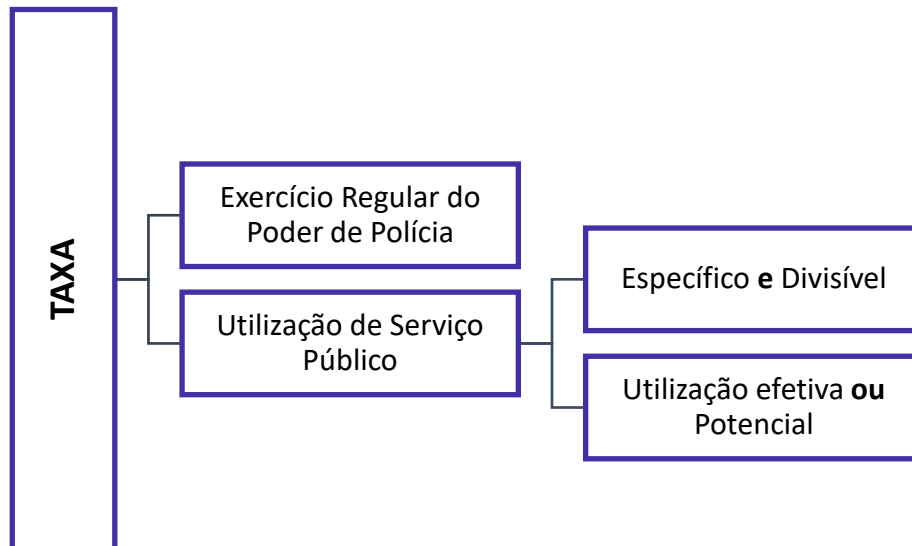 TAXA
Exercício Regular do
Poder de Polícia
Utilização de Serviço
Público
Específico e Divisível
Utilização efetiva ou
Potencial